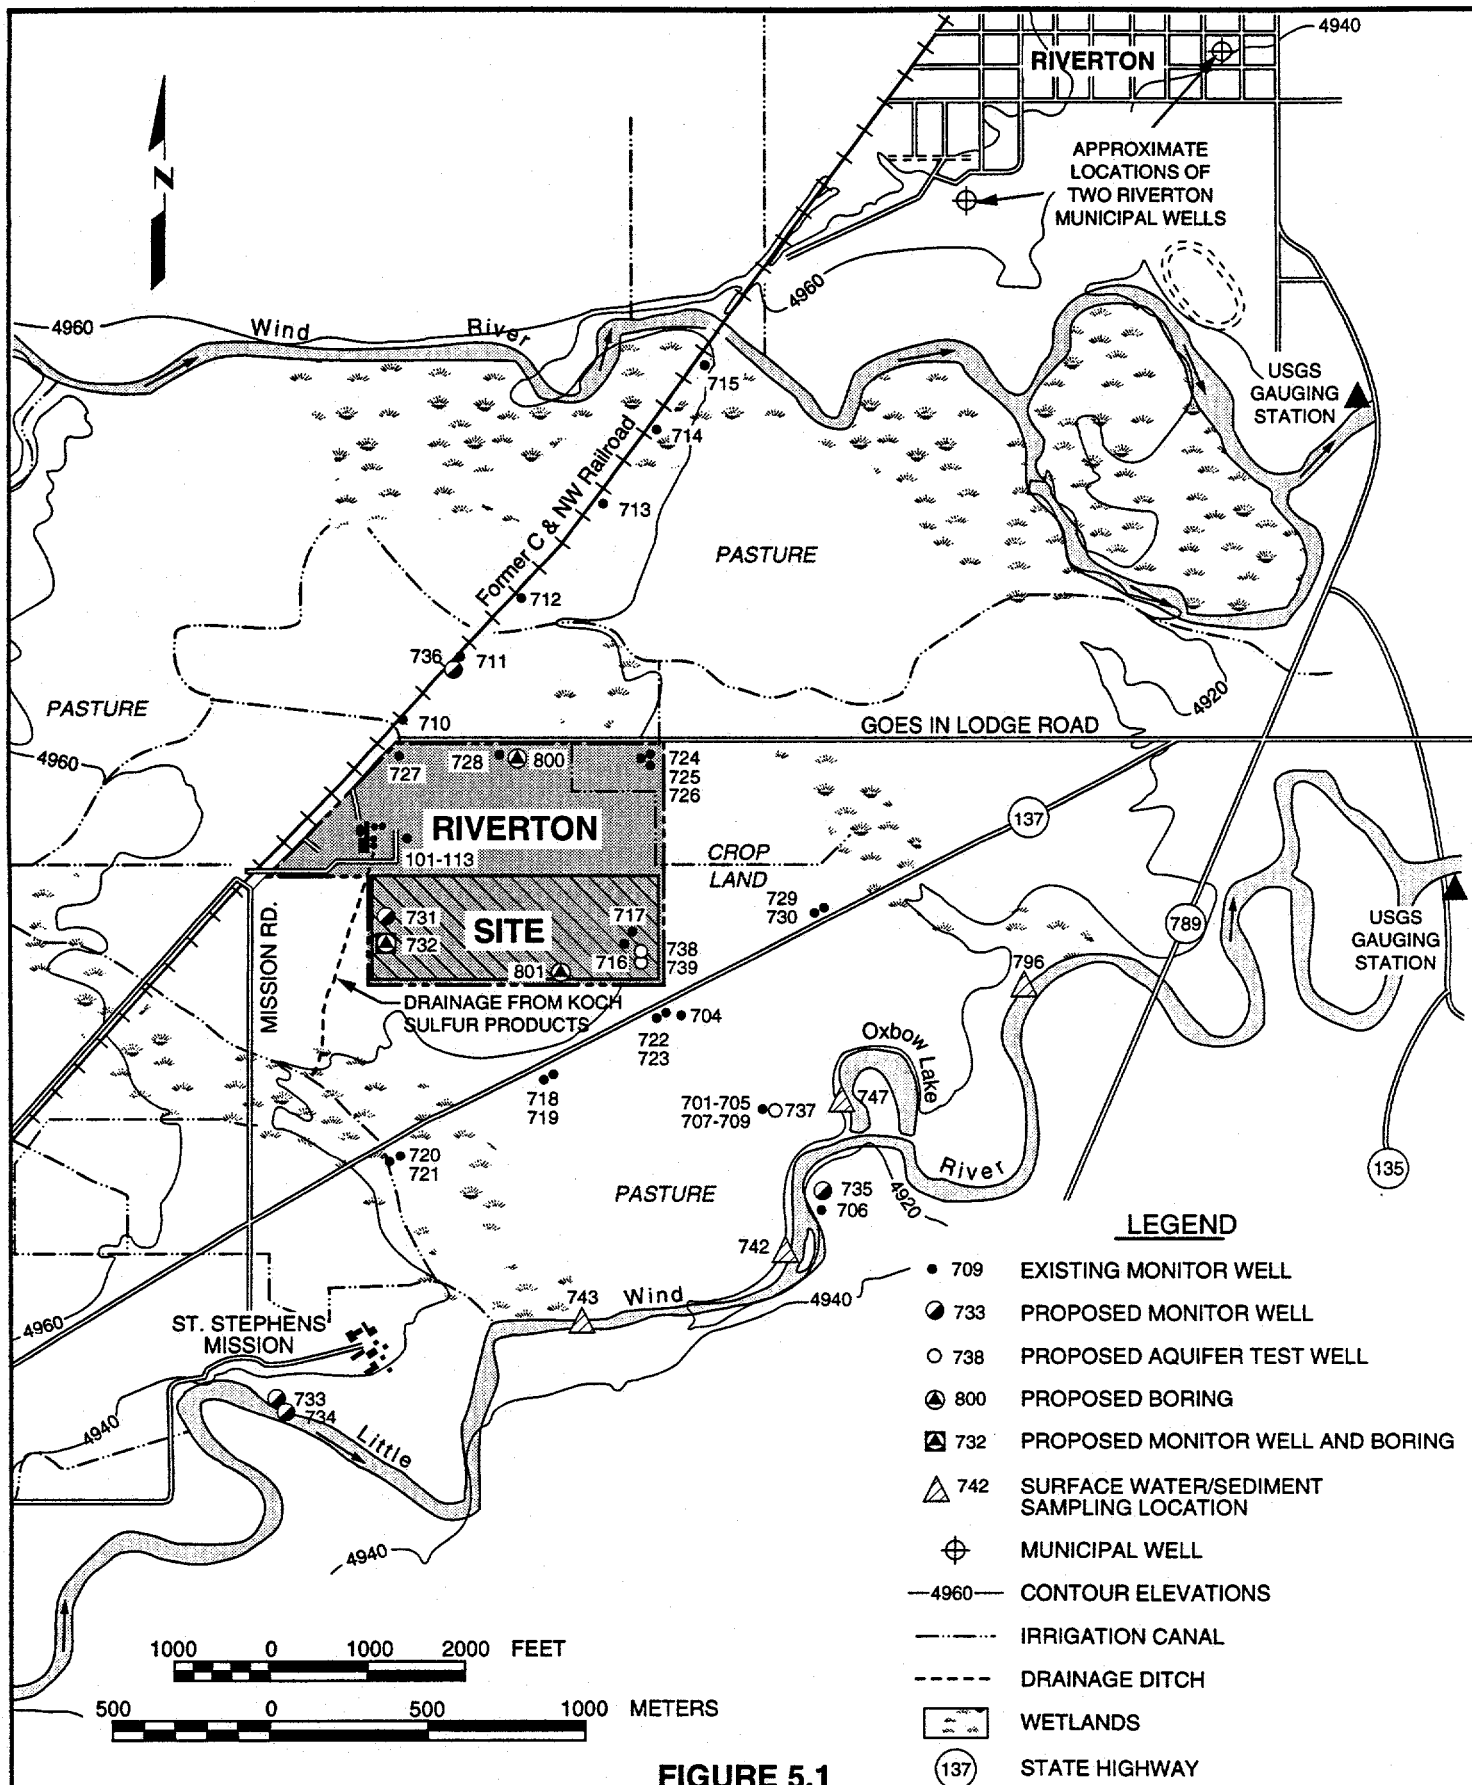 4940
RIVERTON
APPROXIMATE
LOCATIONS OF
TWO RIVERTON
MUNICIPAL WELLS
N
4960
4960
Wind
River
715
USGS
GAUGING
STATION
714
Former C & NW Railroad
713
PASTURE
712
736
711
4920
PASTURE
710
GOES IN LODGE ROAD
4960
727
728
800
724
725
726
RIVERTON
137
101-113
CROP
LAND
729
730
731
717
SITE
789
USGS
GAUGING
STATION
732
716
738
739
801
796
MISSION RD.
DRAINAGE FROM KOCH
SULFUR PRODUCTS
704
722
723
Oxbow
Lake
718
719
701-705
707-709
737
747
720
721
River
135
PASTURE
735
706
4920
742
LEGEND
709 EXISTING MONITOR WELL
Wind
743
4940
733 PROPOSED MONITOR WELL
4960
ST. STEPHENS
MISSION
738 PROPOSED AQUIFER TEST WELL
733
734
800 PROPOSED BORING
4940
Little
732 PROPOSED MONITOR WELL AND BORING
742 SURFACE WATER/SEDIMENT
SAMPLING LOCATION
4940
MUNICIPAL WELL
4960 CONTOUR ELEVATIONS
IRRIGATION CANAL
DRAINAGE DITCH
WETLANDS
137 STATE HIGHWAY
1000 0 1000 2000 FEET
500 0 500 1000 METERS
FIGURE 5.1